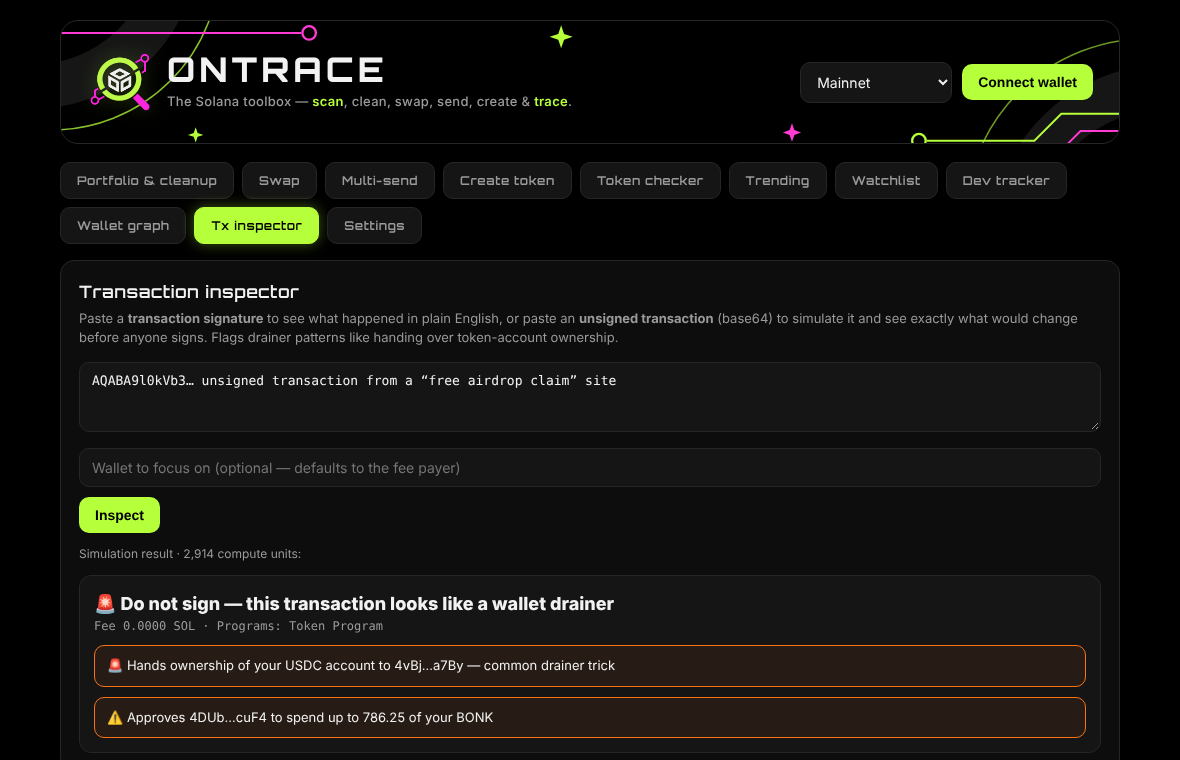 ONTRACE
The Solana toolbox — scan, clean, swap, send, create & trace.
Mainnet
Connect wallet
Portfolio & cleanup
Swap
Multi-send
Create token
Token checker
Trending
Watchlist
Dev tracker
Wallet graph
Tx inspector
Settings
Transaction inspector
Paste a transaction signature to see what happened in plain English, or paste an unsigned transaction (base64) to simulate it and see exactly what would change
before anyone signs. Flags drainer patterns like handing over token-account ownership.
AQABA9l0kVb3… unsigned transaction from a “free airdrop claim” site
Wallet to focus on (optional — defaults to the fee payer)
Inspect
Simulation result · 2,914 compute units:
🚨 Do not sign — this transaction looks like a wallet drainer
Fee 0.0000 SOL · Programs: Token Program
🚨 Hands ownership of your USDC account to 4vBj…a7By — common drainer trick
⚠️ Approves 4DUb…cuF4 to spend up to 786.25 of your BONK